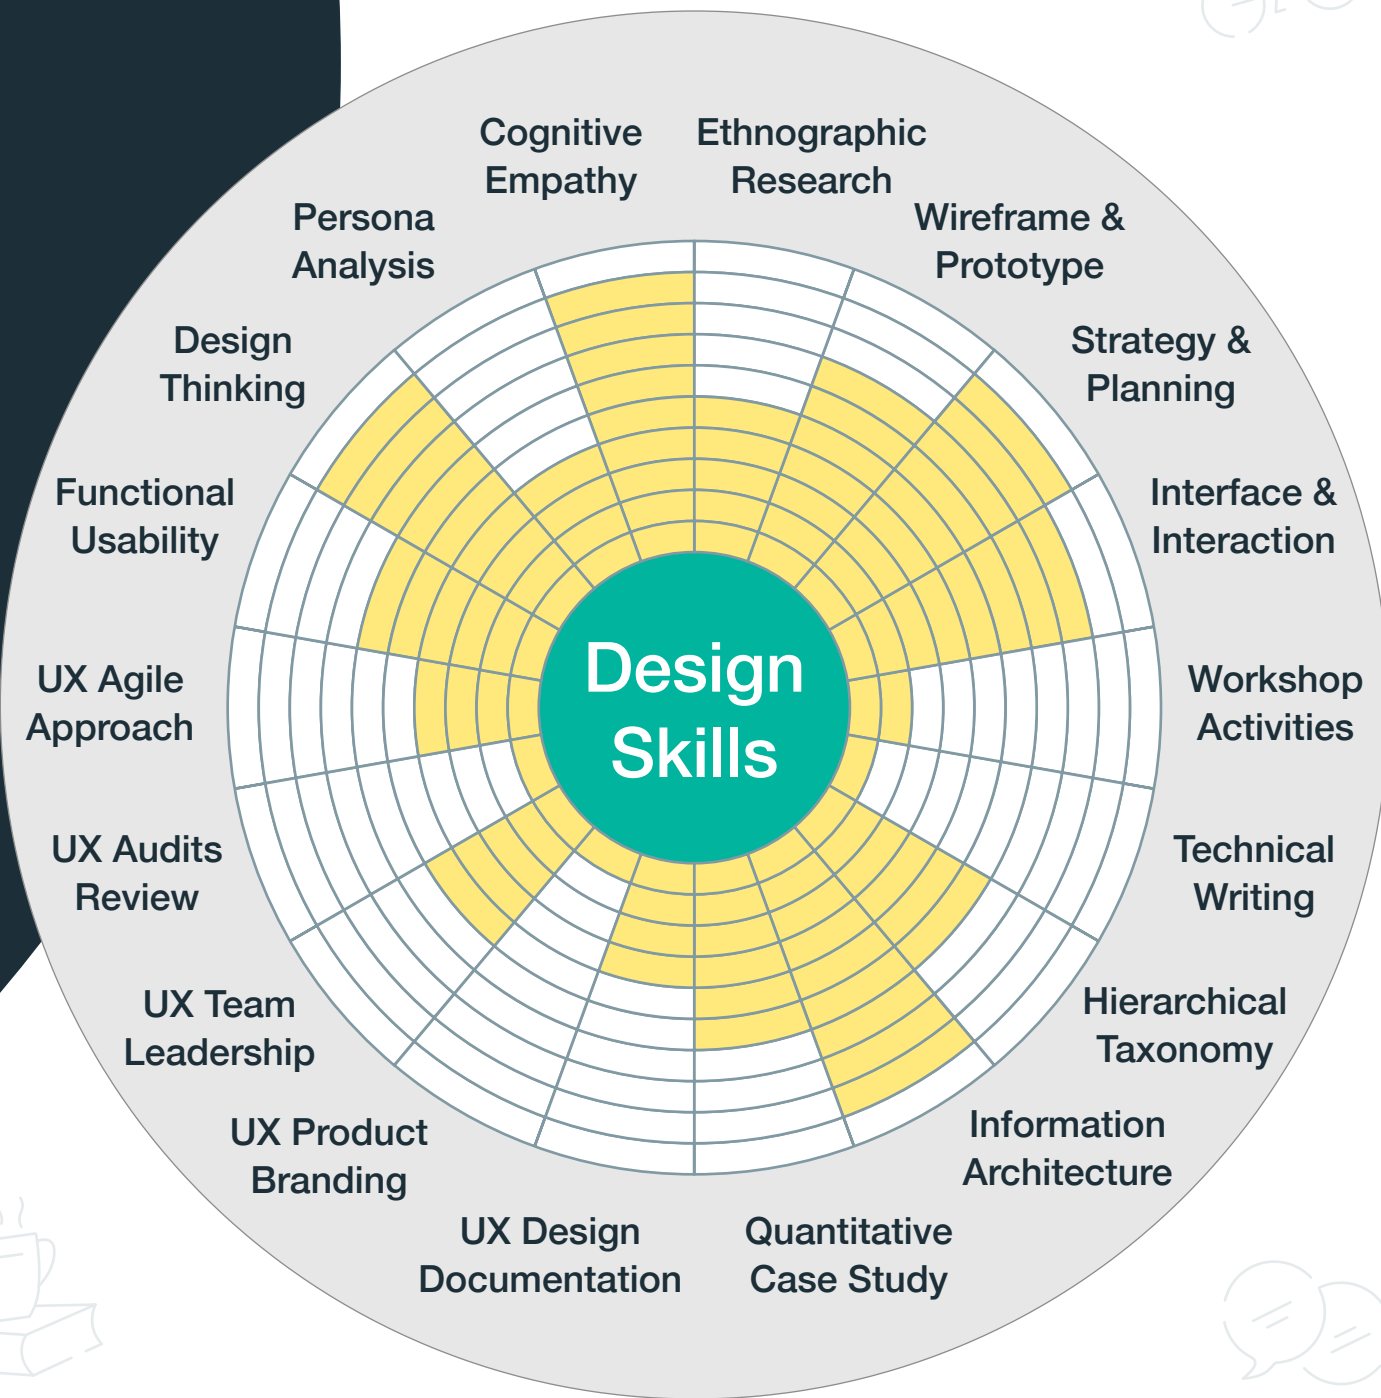 Cognitive
Empathy
Ethnographic
Research
Wireframe &
Prototype
Strategy &
Planning
Interface &
Interaction
Workshop
Activities
Technical
Writing
Hierarchical
Taxonomy
Information
Architecture
Quantitative
Case Study
UX Design
Documentation
UX Product
Branding
UX Team
Leadership
UX Audits
Review
UX Agile
Approach
Functional
Usability
Design
Thinking
Persona
Analysis
Design
Skills